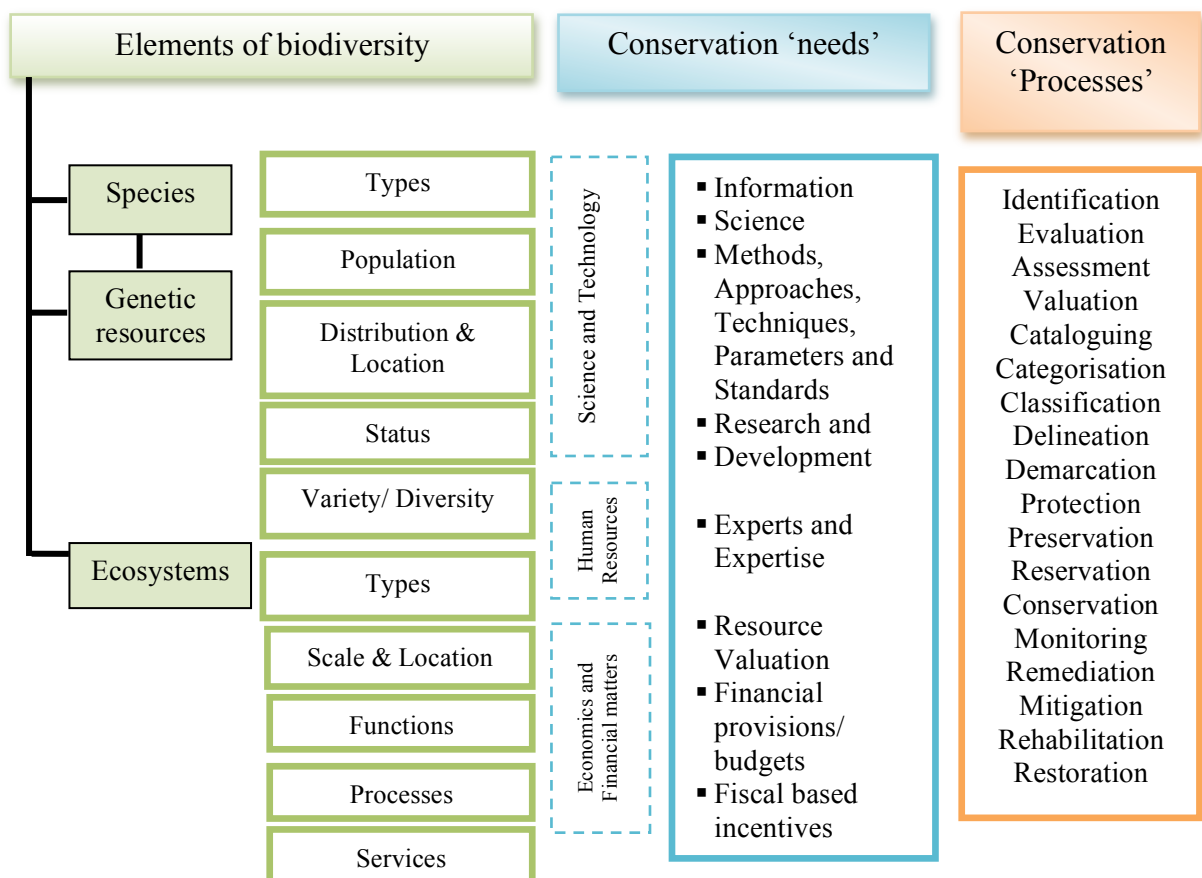 Elements of biodiversity
Conservation ‘needs’
Conservation
‘Processes’
Species
Genetic
resources
Ecosystems
Types
Population
Distribution &
Location
Status
Variety/ Diversity
Types
Scale & Location
Functions
Processes
Services
Science and Technology
Human
Resources
Economics and
Financial matters
▪ Information
▪ Science
▪ Methods,
Approaches,
Techniques,
Parameters and
Standards
▪ Research and
▪ Development
▪ Experts and
Expertise
▪ Resource
Valuation
▪ Financial
provisions/
budgets
▪ Fiscal based
incentives
Identification
Evaluation
Assessment
Valuation
Cataloguing
Categorisation
Classification
Delineation
Demarcation
Protection
Preservation
Reservation
Conservation
Monitoring
Remediation
Mitigation
Rehabilitation
Restoration